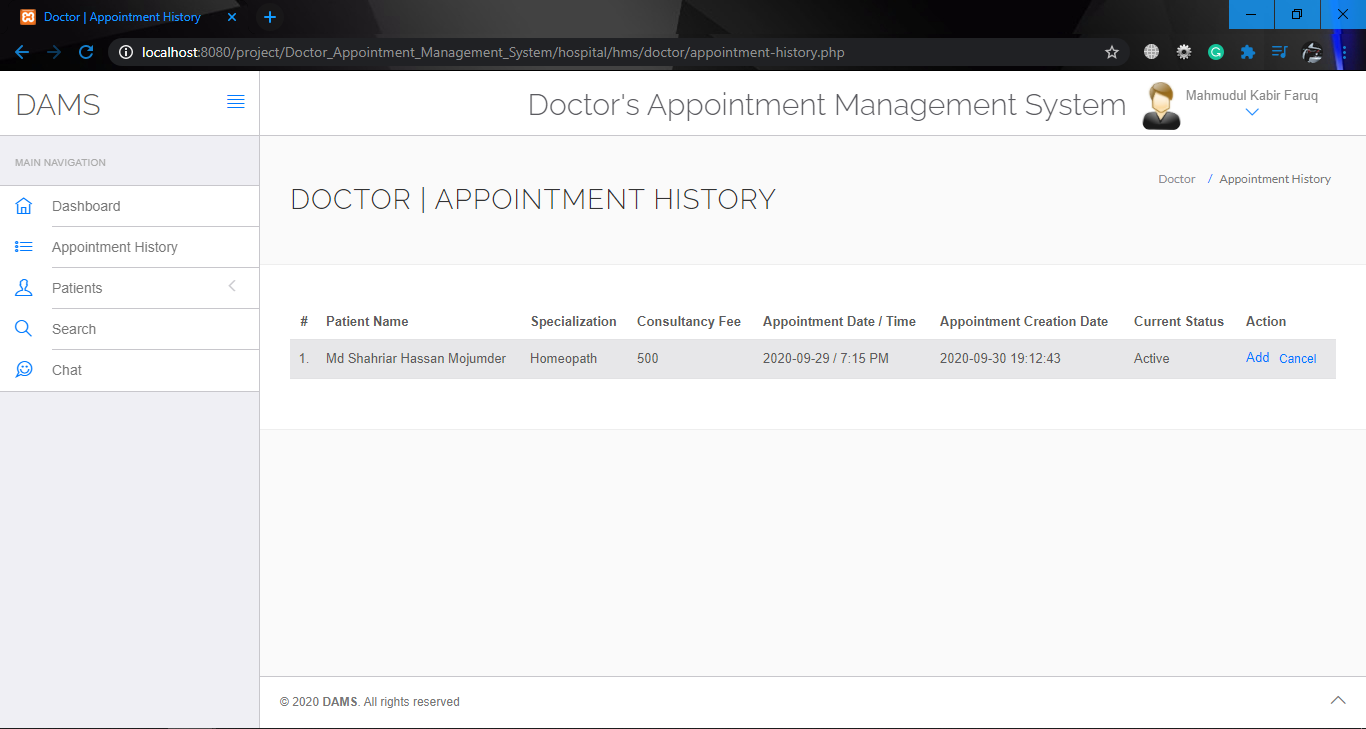 Doctor | Appointment History
localhost:8080/project/Doctor_Appointment_Management_System/hospital/hms/doctor/appointment-history.php
DAMS
Doctor's Appointment Management System
Mahmudul Kabir Faruq
MAIN NAVIGATION
Dashboard
Appointment History
Patients
Search
Chat
DOCTOR | APPOINTMENT HISTORY
Doctor / Appointment History
# Patient Name Specialization Consultancy Fee Appointment Date / Time Appointment Creation Date Current Status Action
1. Md Shahriar Hassan Mojumder Homeopath 500 2020-09-29 / 7:15 PM 2020-09-30 19:12:43 Active Add Cancel
© 2020 DAMS. All rights reserved